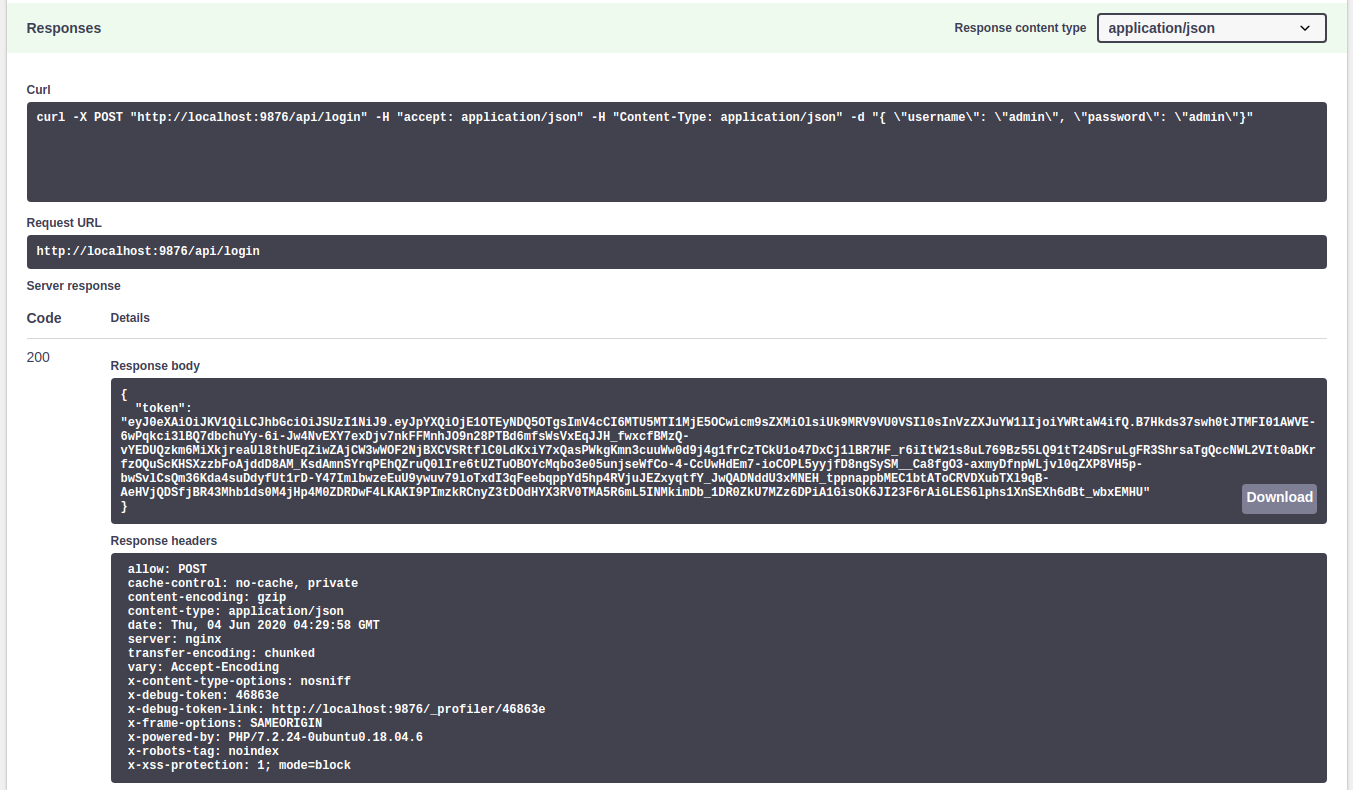 Responses
Response content type
application/json
Curl
curl -X POST "http://localhost:9876/api/login" -H "accept: application/json" -H "Content-Type: application/json" -d "{ \"username\": \"admin\", \"password\": \"admin\"}"
Request URL
http://localhost:9876/api/login
Server response
Code Details
200
Response body
{
"token":
"eyJ0eXAiOiJKV1QiLCJhbGciOiJSUzI1NiJ9.eyJpYXQiOjE1OTEyNDQ5OTgsImV4cCI6MTU5MTI1MjE5OCwicm9sZXMiOlsiUk9MRV9VU0VSIl0sInVzZXJuYW1lIjoiYWRtaW4ifQ.B7Hkds37swh0tJTMFI01AWVE-
6wPqkci3lBQ7dbchuYy-6i-Jw4NvEXY7exDjv7nkFFMnhJO9n28PTBd6mfsWsVxEqJJH_fwxcfBMzQ-
vYEDUQzkm6MiXkjreaUl8thUEqZiwZAjCW3wWOF2NjBXCVSRtflC0LdKxiY7xQasPWkgKmn3cuuWw0d9j4g1frCzTCkU1o47DxCj1lBR7HF_r6iItW21s8uL769Bz55LQ91tT24DSruLgFR3ShrsaTgQccNWL2VIt0aDKr
fzOQuScKHSXzzbFoAjddD8AM_KsdAmnSYrqPEhQZruQ0lIre6tUZTuOBOYcMqbo3e05unjseWfCo-4-CcUwHdEm7-ioCOPL5yyjfD8ngSySM__Ca8fgO3-axmyDfnpWLjvl0qZXP8VH5p-
bwSvlCsQm36Kda4suDdyfUt1rD-Y47ImlbwzeEuU9ywuv79loTxdI3qFeebqppYd5hp4RVjuJEZxyqtfY_JwQADNddU3xMNEH_tppnappbMEC1btAToCRVDXubTXl9qB-
AeHVjQDSfjBR43Mhb1ds0M4jHp4M0ZDRDwF4LKAKI9PImzkRCnyZ3tDOdHYX3RV0TMA5R6mL5INMkimDb_1DR0ZkU7MZz6DPiA1GisOK6JI23F6rAiGLES6lphs1XnSEXh6dBt_wbxEMHU"
}
Download
Response headers
allow: POST
cache-control: no-cache, private
content-encoding: gzip
content-type: application/json
date: Thu, 04 Jun 2020 04:29:58 GMT
server: nginx
transfer-encoding: chunked
vary: Accept-Encoding
x-content-type-options: nosniff
x-debug-token: 46863e
x-debug-token-link: http://localhost:9876/_profiler/46863e
x-frame-options: SAMEORIGIN
x-powered-by: PHP/7.2.24-0ubuntu0.18.04.6
x-robots-tag: noindex
x-xss-protection: 1; mode=block